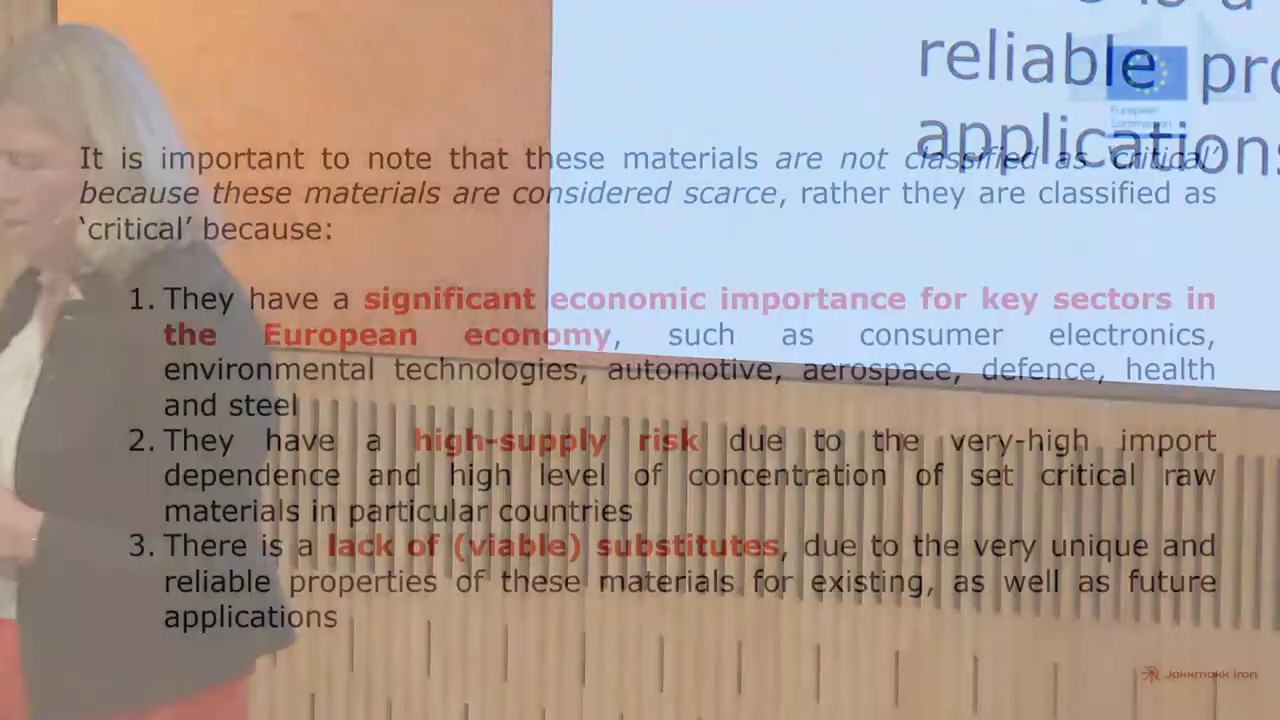 reliable pro
applications
European
Commission
It is important to note that these materials are not classified as 'critical'
because these materials are considered scarce, rather they are classified as
‘critical’ because:
1. They have a significant economic importance for key sectors in
the European economy, such as consumer electronics,
environmental technologies, automotive, aerospace, defence, health
and steel
2. They have a high-supply risk due to the very-high import
dependence and high level of concentration of set critical raw
materials in particular countries
3. There is a lack of (viable) substitutes, due to the very unique and
reliable properties of these materials for existing, as well as future
applications
Jokkmokk Iron